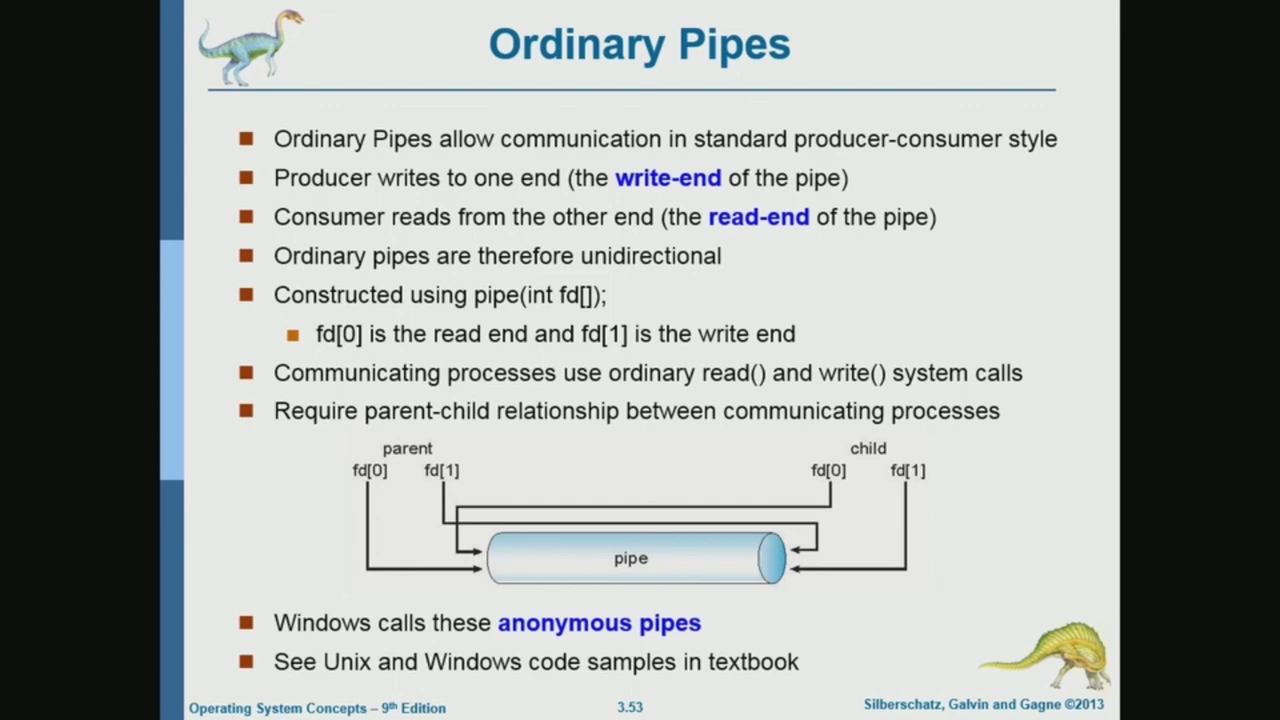 Ordinary Pipes
Ordinary Pipes allow communication in standard producer-consumer style
Producer writes to one end (the write-end of the pipe)
Consumer reads from the other end (the read-end of the pipe)
Ordinary pipes are therefore unidirectional
Constructed using pipe(int fd[]);
fd[0] is the read end and fd[1] is the write end
Communicating processes use ordinary read() and write() system calls
Require parent-child relationship between communicating processes
parent child
fd[0] fd[1] fd[0] fd[1]
pipe
Windows calls these anonymous pipes
See Unix and Windows code samples in textbook
Operating System Concepts – 9th Edition 3.53 Silberschatz, Galvin and Gagne ©2013